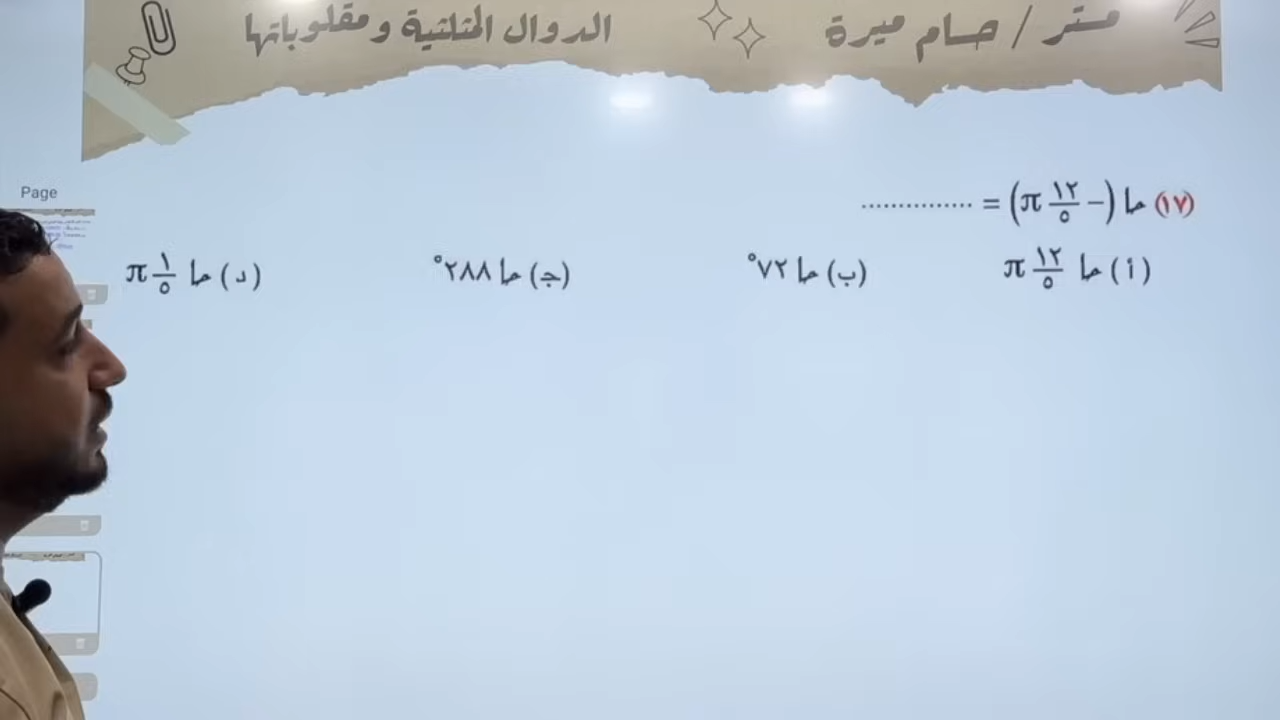 مستر / حسام ميرة
الدوال المثلثية ومقلوباتها
Page
(١٧) حا (− ١٢/٥ π) = ...............
(أ) حا ١٢/٥ π
(ب) حا ٧٢°
(جـ) حا ٢٨٨°
(د) حا ١/٥ π